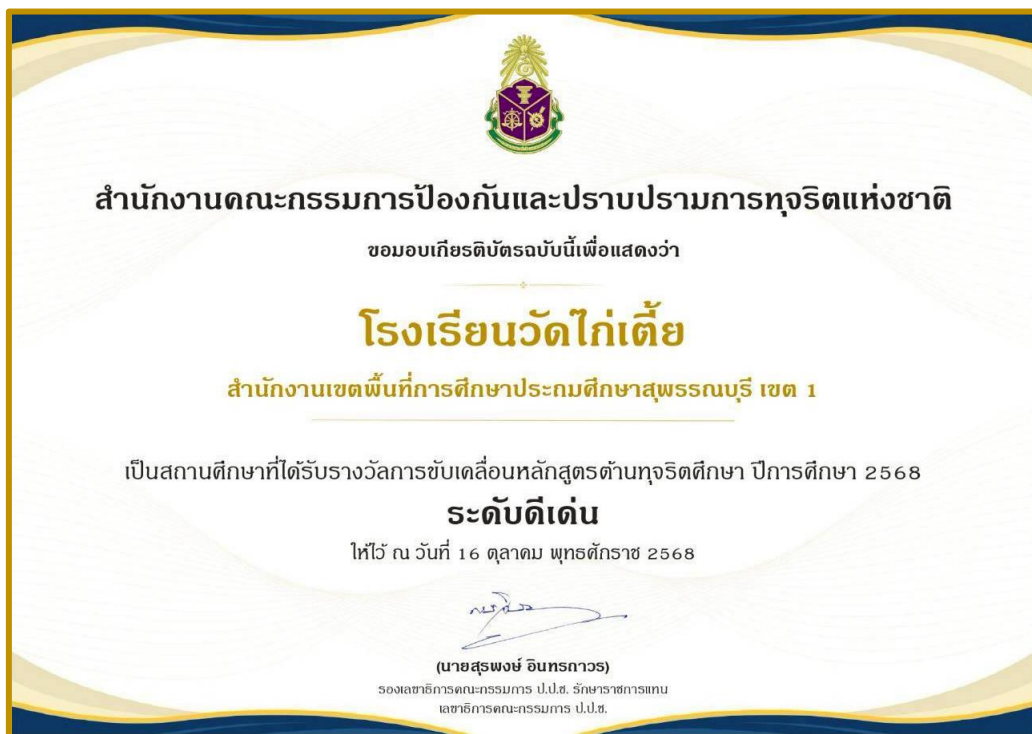 สำนักงานคณะกรรมการป้องกันและปราบปรามการทุจริตแห่งชาติ
ขอมอบเกียรติบัตรฉบับนี้เพื่อแสดงว่า
โรงเรียนวัดไก่เตี้ย
สำนักงานเขตพื้นที่การศึกษาประถมศึกษาสุพรรณบุรี เขต 1
เป็นสถานศึกษาที่ได้รับรางวัลการขับเคลื่อนหลักสูตรต้านทุจริตศึกษา ปีการศึกษา 2568
ระดับดีเด่น
ให้ไว้ ณ วันที่ 16 ตุลาคม พุทธศักราช 2568
(นายสุรพงษ์ อินทรถาวร)
รองเลขาธิการคณะกรรมการ ป.ป.ช. รักษาราชการแทน
เลขาธิการคณะกรรมการ ป.ป.ช.